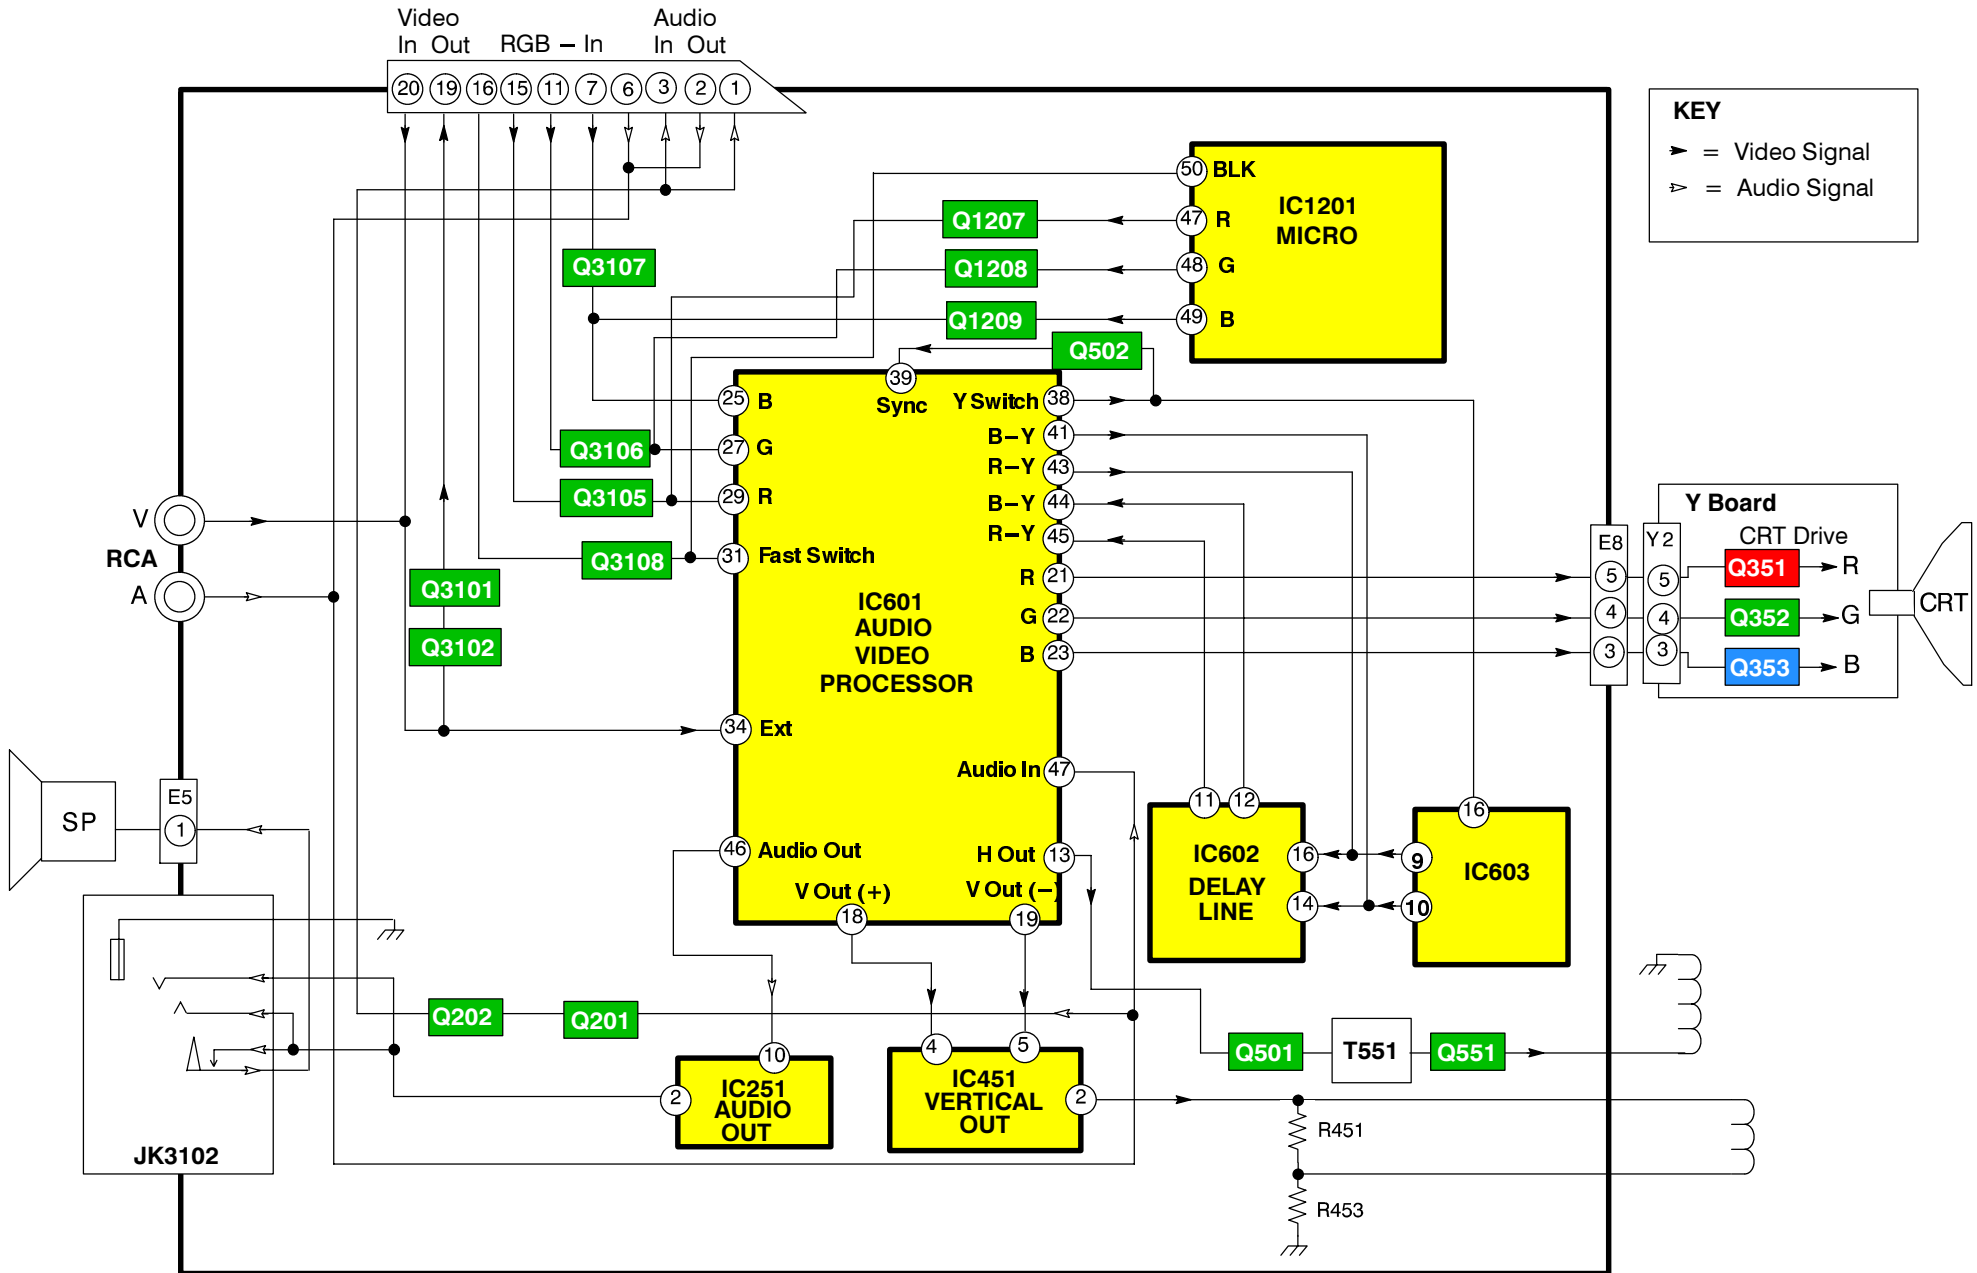 Video Audio
In Out RGB – In In Out
20 19 16 15 11 7 6 3 2 1
KEY
= Video Signal
= Audio Signal
50 BLK
47 R
48 G
49 B
IC1201
MICRO
Q1207
Q1208
Q1209
Q3107
Q502
39
Sync
25 B
27 G
29 R
31 Fast Switch
34 Ext
46 Audio Out
Y Switch 38
B–Y 41
R–Y 43
B–Y 44
R–Y 45
R 21
G 22
B 23
Audio In 47
H Out 13
V Out (+)
18
V Out (–)
19
IC601
AUDIO
VIDEO
PROCESSOR
Q3106
Q3105
Q3108
Q3101
Q3102
V
RCA
A
E8
5
4
3
Y2
5
4
3
Y Board
CRT Drive
Q351 R
Q352 G
Q353 B
CRT
SP
E5
1
JK3102
11 12
16
14
IC602
DELAY
LINE
16
9
10
IC603
Q202
Q201
10
2
IC251
AUDIO
OUT
4 5
2
IC451
VERTICAL
OUT
Q501
T551
Q551
R451
R453